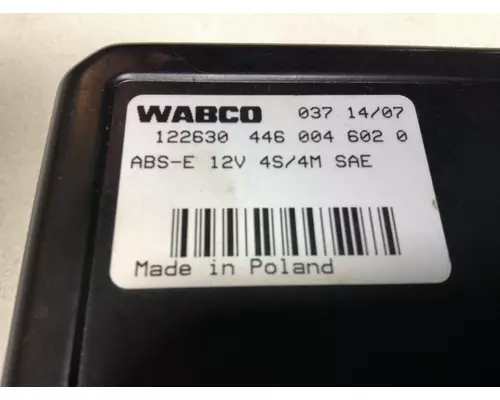 WABCO 037 14/07
122630 446 004 602 0
ABS-E 12V 4S/4M SAE
Made in Poland